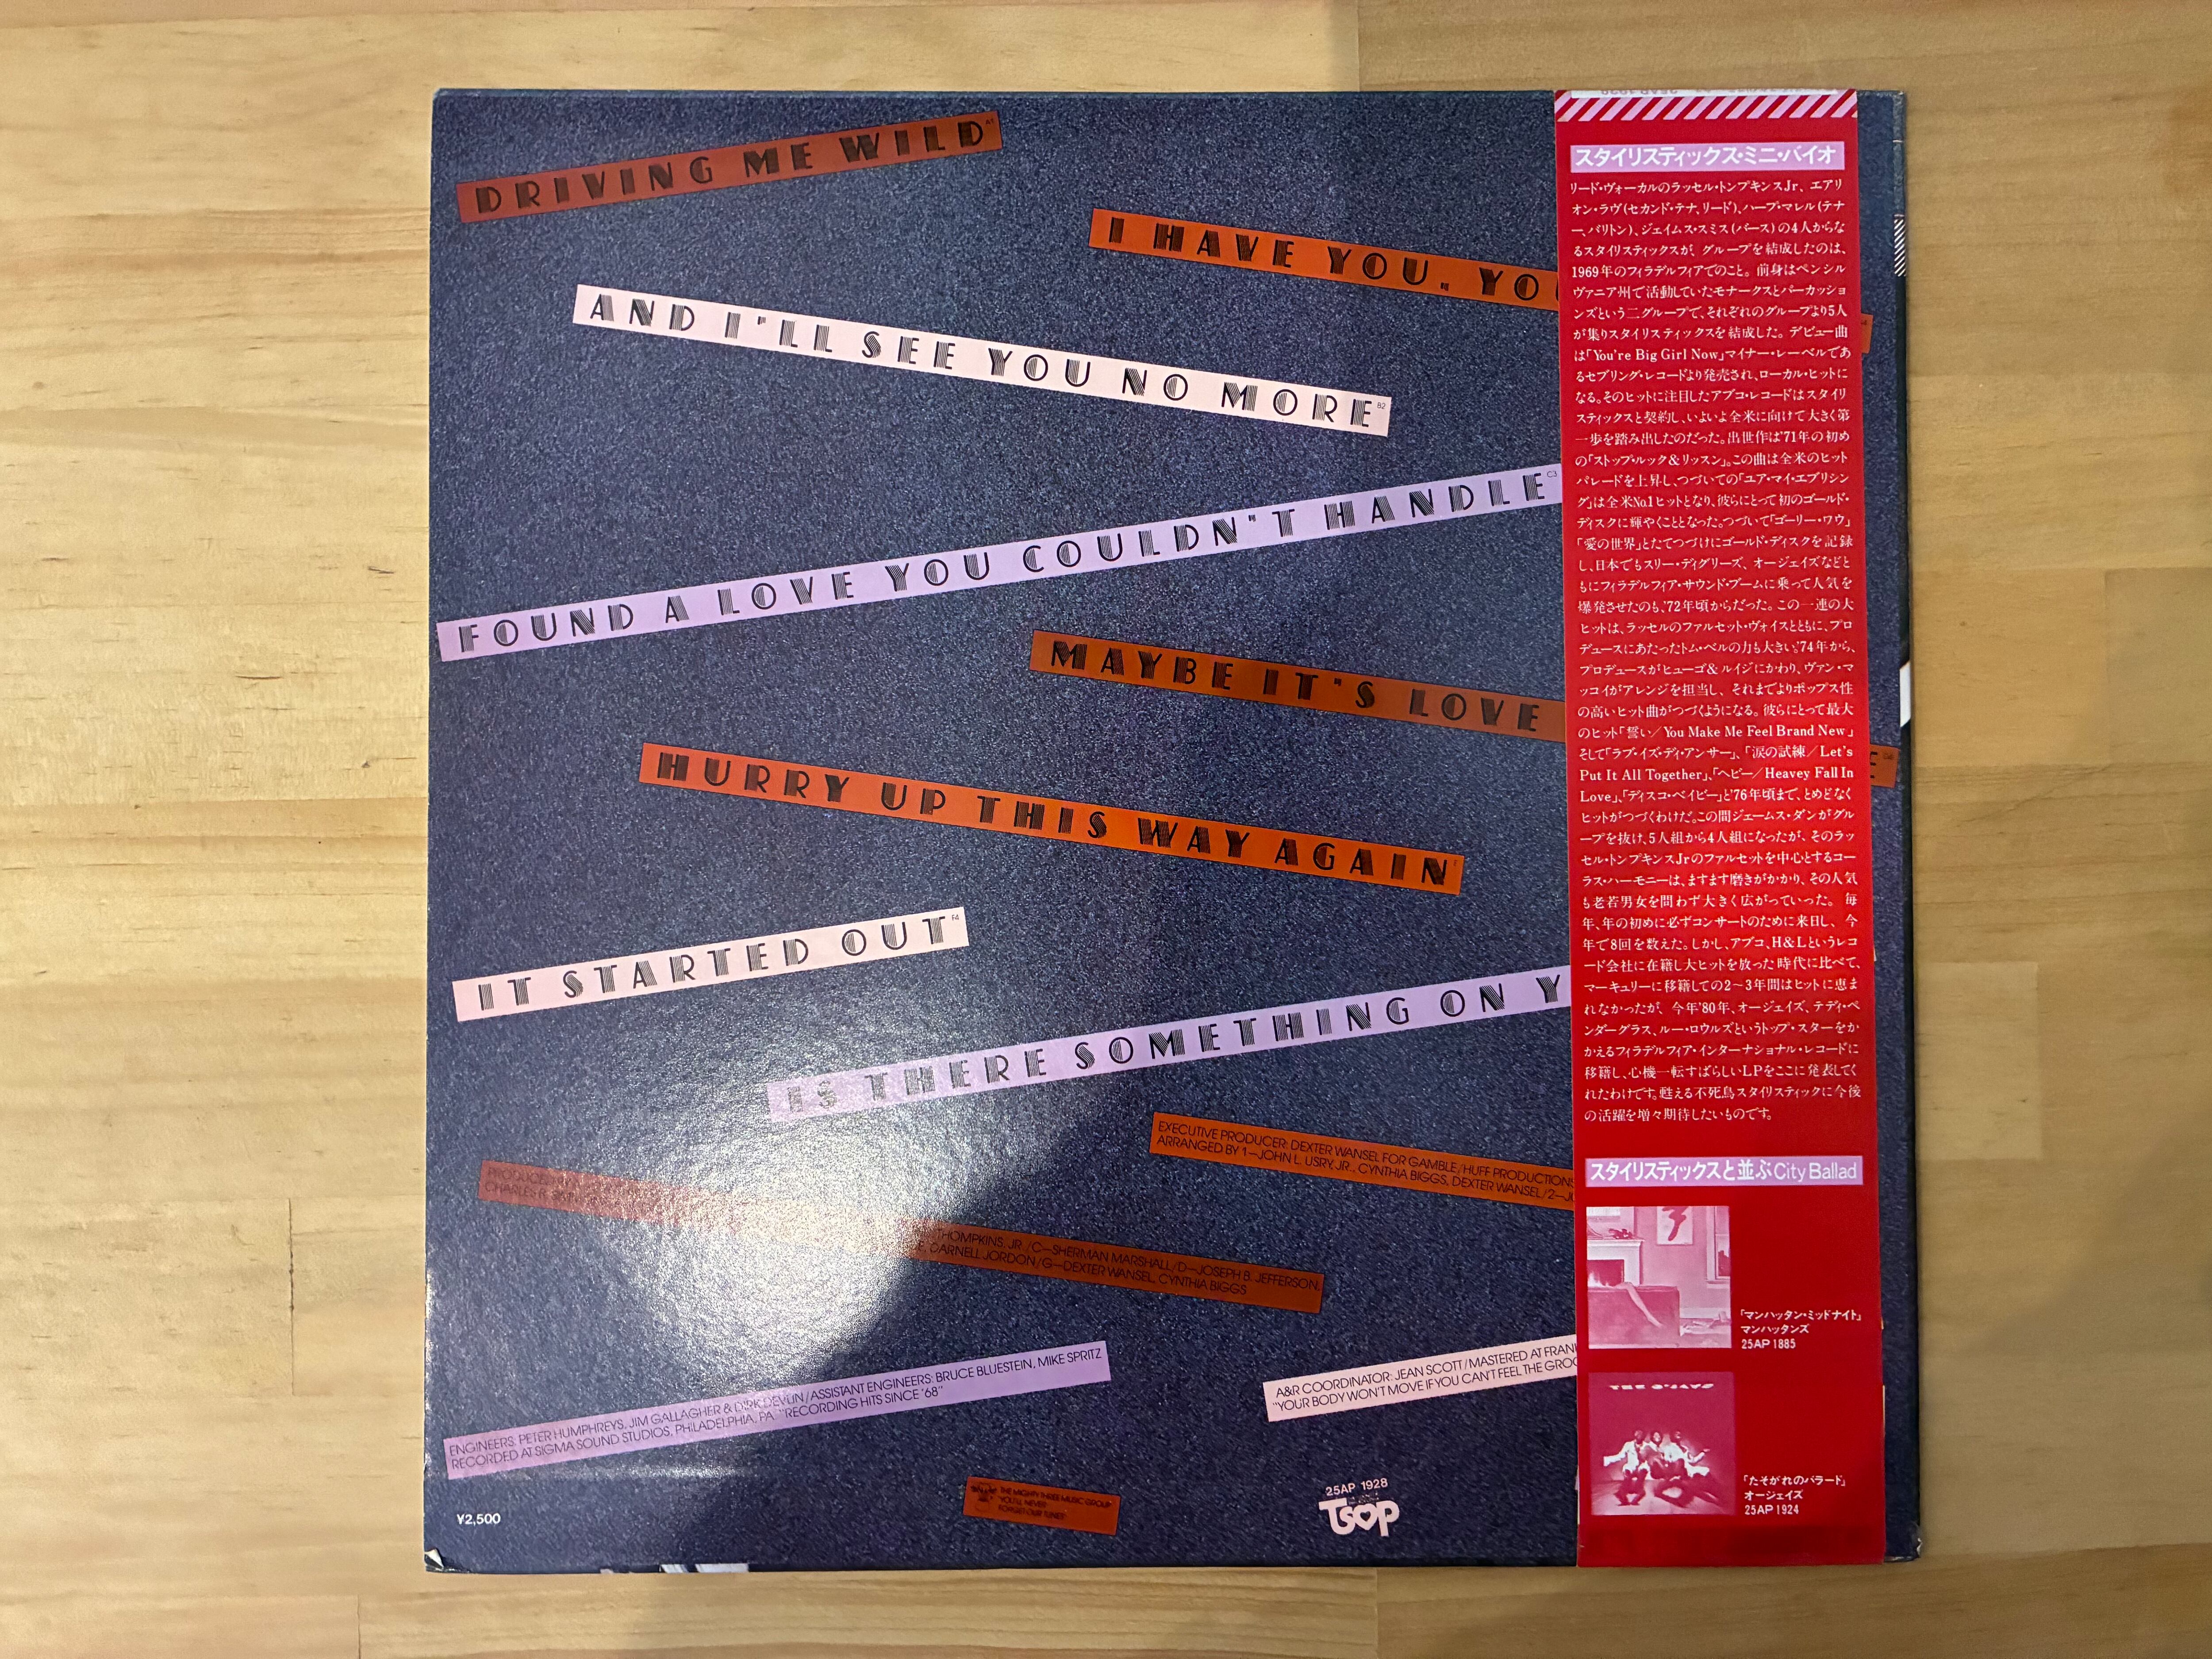 DRIVING ME WILD A1
I HAVE YOU,
AND I'LL SEE YOU NO MORE B2
FOUND A LOVE YOU COULDN'T HANDLE C3
MAYBE IT'S LOVE
HURRY UP THIS WAY AGAIN
IT STARTED OUT F4
IS THERE SOMETHING ON
EXECUTIVE PRODUCER: DEXTER WANSEL FOR GAMBLE/HUFF PRODUCTIONS
ARRANGED BY 1—JOHN L. USRY, JR., CYNTHIA BIGGS, DEXTER WANSEL/2—
PRODUCED
CHARLES
THOMPKINS, JR./C—SHERMAN MARSHALL/D—JOSEPH B. JEFFERSON,
DARNELL JORDON/G—DEXTER WANSEL, CYNTHIA BIGGS
ENGINEERS: PETER HUMPHREYS, JIM GALLAGHER & DIRK DEVLIN/ASSISTANT ENGINEERS: BRUCE BLUESTEIN, MIKE SPRITZ
RECORDED AT SIGMA SOUND STUDIOS, PHILADELPHIA, PA. "RECORDING HITS SINCE '68"
A&R COORDINATOR: JEAN SCOTT/MASTERED AT
"YOUR BODY WON'T MOVE IF YOU CAN'T FEEL THE
¥2,500
THE MIGHTY THREE MUSIC GROUP
"YOU'LL NEVER
FORGET OUR TUNES"
25AP 1928
TSOP
スタイリスティックス・ミニ・バイオ
リード・ヴォーカルのラッセル・トンプキンスJr、エアリ
オン・ラヴ(セカンド・テナ、リード)、ハーブ・マレル(テナ
ー、バリトン)、ジェイムス・スミス(バース)の4人からな
るスタイリスティックスが、グループを結成したのは、
1969年のフィラデルフィアでのこと。前身はペンシル
ヴァニア州で活動していたモナークスとパーカッショ
ンズという二グループで、それぞれのグループより5人
が集りスタイリスティックスを結成した。デビュー曲
は「You're Big Girl Now」マイナー・レーベルであ
るセブリング・レコードより発売され、ローカル・ヒットに
なる。そのヒットに注目したアブコ・レコードはスタイリ
スティックスと契約し、いよいよ全米に向けて大きく第
一歩を踏み出したのだった。出世作は'71年の初め
の「ストップ・ルック&リッスン」。この曲は全米のヒット
パレードを上昇し、つづいての「ユア・マイ・エブリシン
グ」は全米No.1ヒットとなり、彼らにとって初のゴールド・
ディスクに輝やくこととなった。つづいて「ゴーリー・ワウ」
「愛の世界」とたてつづけにゴールド・ディスクを記録
し、日本でもスリー・ディグリーズ、オージェイズなどと
もにフィラデルフィア・サウンド・ブームに乗って人気を
爆発させたのも、'72年頃からだった。この一連の大
ヒットは、ラッセルのファルセット・ヴォイスとともに、プロ
デュースにあたったトム・ベルの力も大きい。'74年から、
プロデュースがヒューゴ&ルイジにかわり、ヴァン・マ
ッコイがアレンジを担当し、それまでよりポップス性
の高いヒット曲がつづくようになる。彼らにとって最大
のヒット「誓い/You Make Me Feel Brand New」
そして「ラブ・イズ・ディ・アンサー」、「涙の試練/Let's
Put It All Together」、「ヘビー/Heavey Fall In
Love」、「ディスコ・ベイビー」と'76年頃まで、とめどなく
ヒットがつづくわけだ。この間ジェームス・ダンがグル
ープを抜け、5人組から4人組になったが、そのラッ
セル・トンプキンスJrのファルセットを中心とするコー
ラス・ハーモニーは、ますます磨きがかかり、その人気
も老若男女を問わず大きく広がっていった。毎
年、年の初めに必ずコンサートのために来日し、今
年で8回を数えた。しかし、アブコ、H&Lというレコ
ード会社に在籍し大ヒットを放った時代に比べて、
マーキュリーに移籍しての2〜3年間はヒットに恵ま
れなかったが、今年'80年、オージェイズ、テディ・ペ
ンダーグラス、ルー・ロウルズというトップ・スターをか
かえるフィラデルフィア・インターナショナル・レコードに
移籍し、心機一転すばらしいLPをここに発表してく
れたわけです。甦える不死鳥スタイリスティックに今後
の活躍を増々期待したいものです。
スタイリスティックスと並ぶCity Ballad
「マンハッタン・ミッドナイト」
マンハッタンズ
25AP 1885
THE O'JAYS
「たそがれのバラード」
オージェイズ
25AP 1924